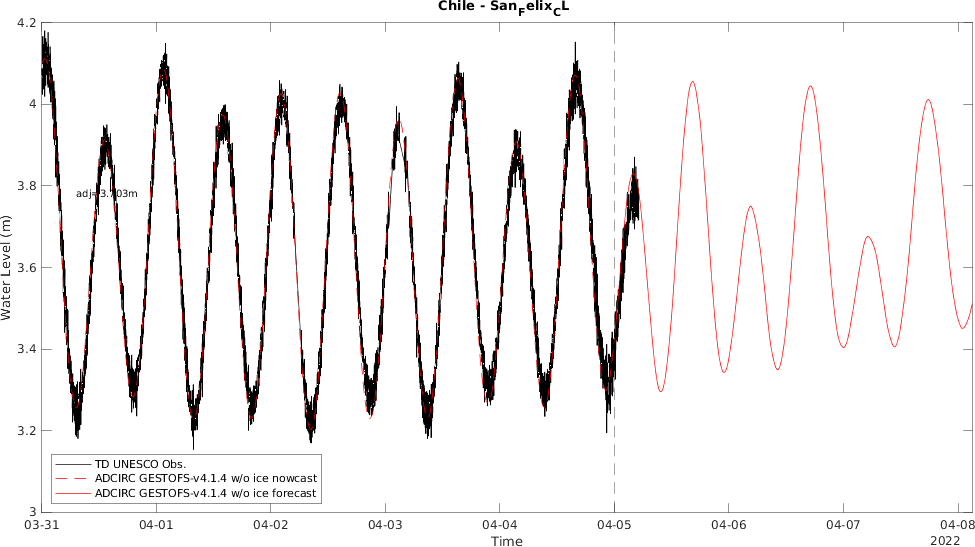 Chile - SanFelixCL
4.2
4
3.8
3.6
3.4
3.2
3
Water Level (m)
adj=3.703m
TD UNESCO Obs.
ADCIRC GESTOFS-v4.1.4 w/o ice nowcast
ADCIRC GESTOFS-v4.1.4 w/o ice forecast
03-31 04-01 04-02 04-03 04-04 04-05 04-06 04-07 04-08
Time
2022